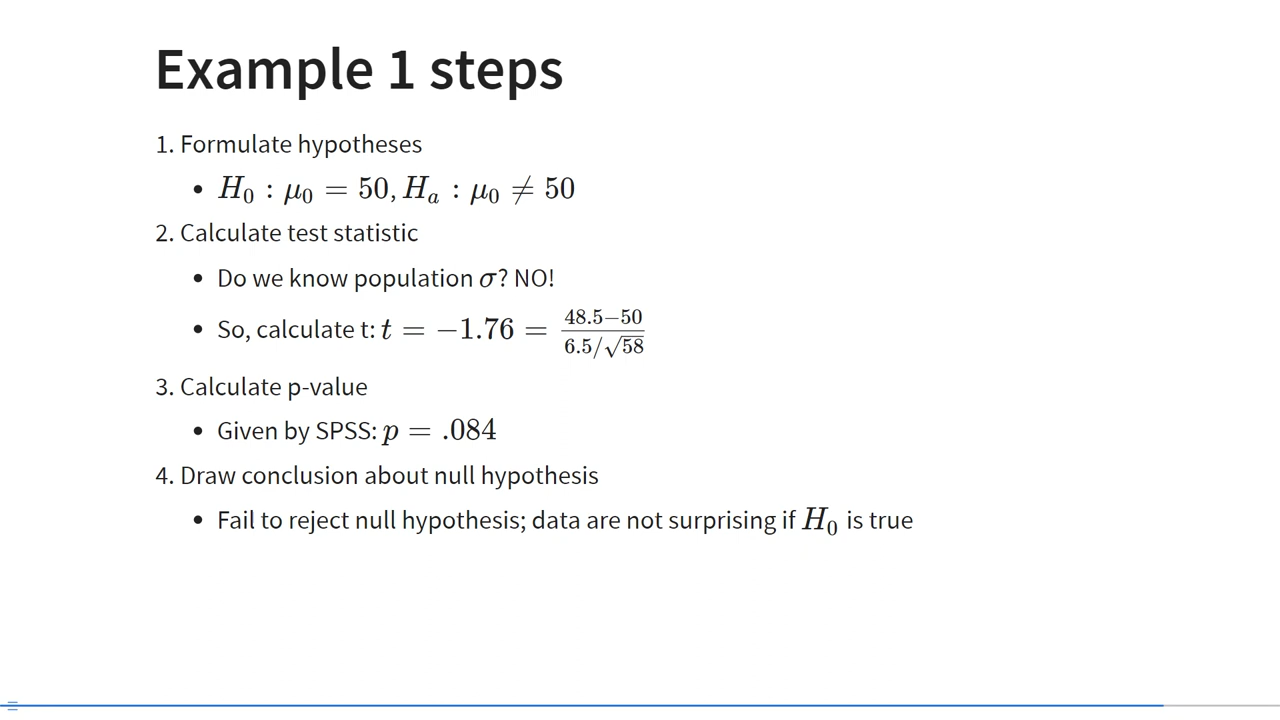 Example 1 steps
1. Formulate hypotheses
• H₀ : μ₀ = 50, Hₐ : μ₀ ≠ 50
2. Calculate test statistic
• Do we know population σ? NO!
• So, calculate t: t = −1.76 = (48.5−50)/(6.5/√58)
3. Calculate p-value
• Given by SPSS: p = .084
4. Draw conclusion about null hypothesis
• Fail to reject null hypothesis; data are not surprising if H₀ is true